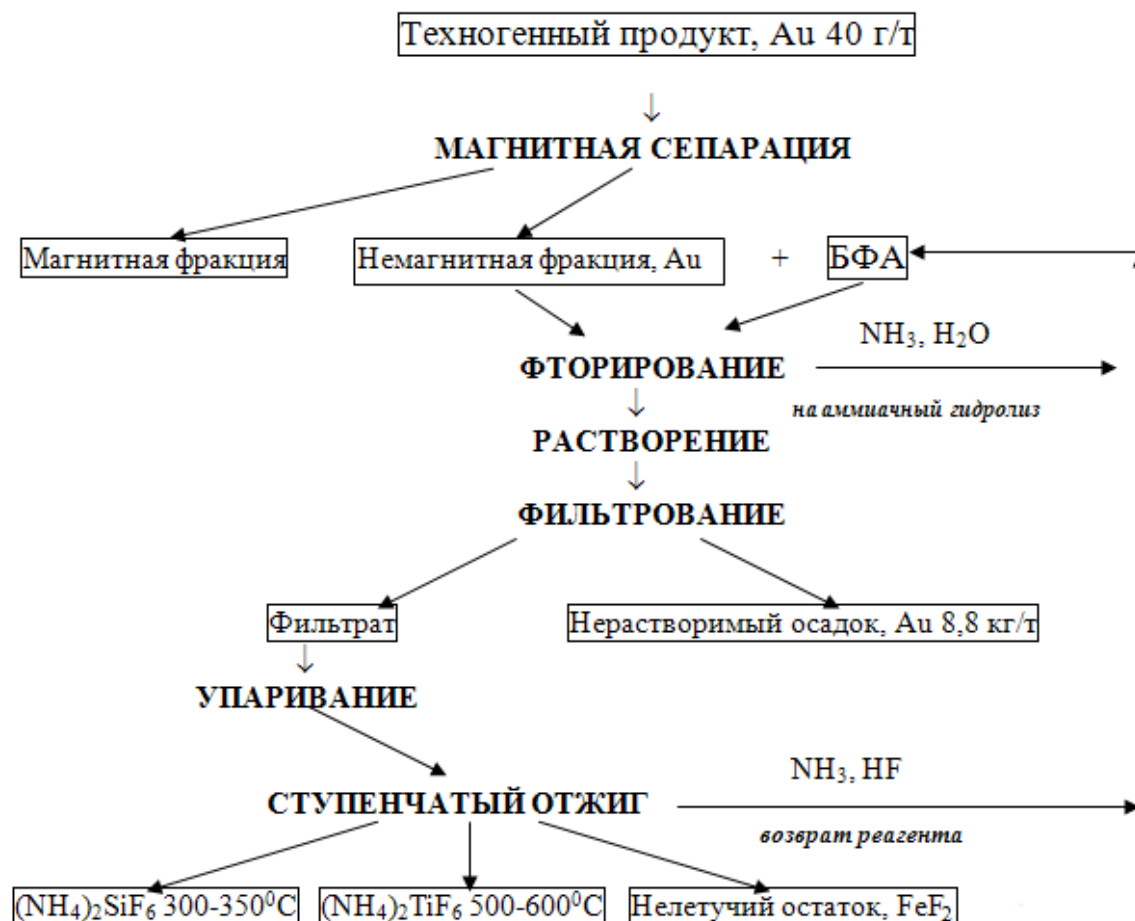 Техногенный продукт, Au 40 г/т
МАГНИТНАЯ СЕПАРАЦИЯ
Магнитная фракция
Немагнитная фракция, Au + БФА
NH₃, H₂O
ФТОРИРОВАНИЕ
на аммиачный гидролиз
РАСТВОРЕНИЕ
ФИЛЬТРОВАНИЕ
Фильтрат
Нерастворимый осадок, Au 8,8 кг/т
УПАРИВАНИЕ
NH₃, HF
СТУПЕНЧАТЫЙ ОТЖИГ
возврат реагента
(NH₄)₂SiF₆ 300-350⁰C
(NH₄)₂TiF₆ 500-600⁰C
Нелетучий остаток, FeF₂